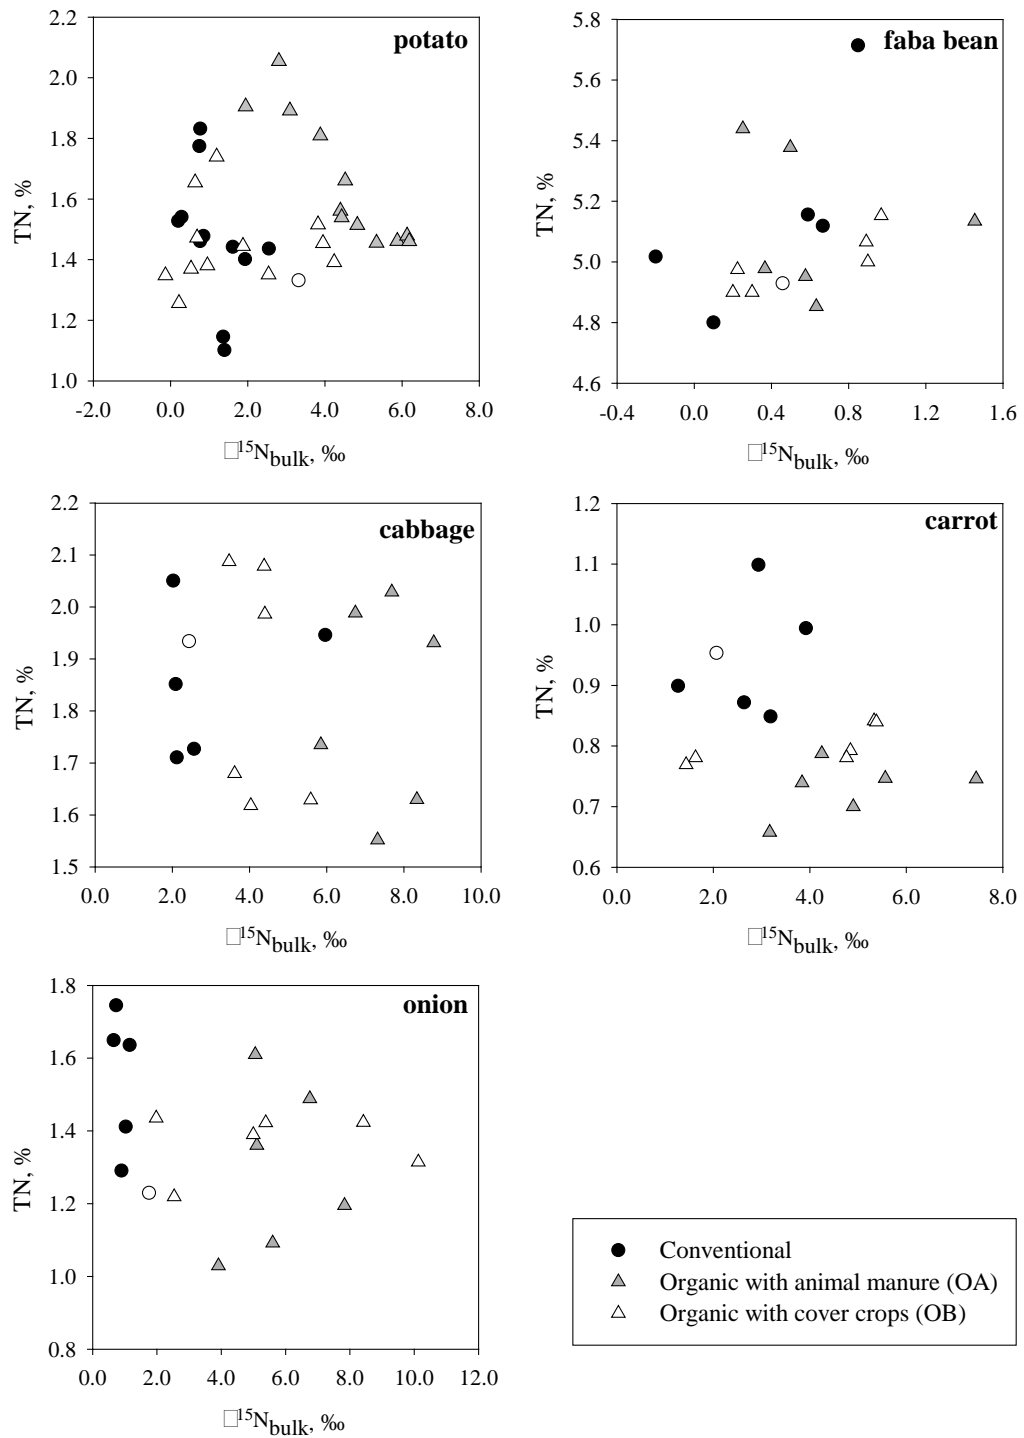 potato
2.2
2.0
1.8
1.6
1.4
1.2
1.0
TN, %
-2.0 0.0 2.0 4.0 6.0 8.0
□15Nbulk, ‰
faba bean
5.8
5.6
5.4
5.2
5.0
4.8
4.6
TN, %
-0.4 0.0 0.4 0.8 1.2 1.6
□15Nbulk, ‰
cabbage
2.2
2.1
2.0
1.9
1.8
1.7
1.6
1.5
TN, %
0.0 2.0 4.0 6.0 8.0 10.0
□15Nbulk, ‰
carrot
1.2
1.1
1.0
0.9
0.8
0.7
0.6
TN, %
0.0 2.0 4.0 6.0 8.0
□15Nbulk, ‰
onion
1.8
1.6
1.4
1.2
1.0
0.8
TN, %
0.0 2.0 4.0 6.0 8.0 10.0 12.0
□15Nbulk, ‰
Conventional
Organic with animal manure (OA)
Organic with cover crops (OB)